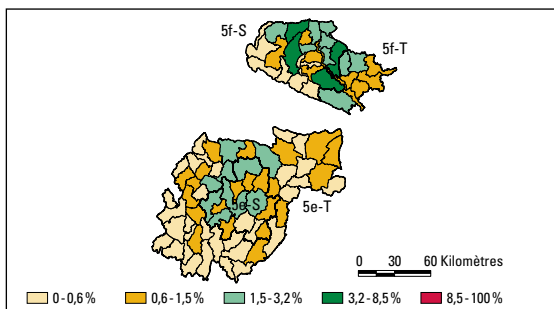 5f-S
5f-T
5e-S
5e-T
0 30 60 Kilomètres
0 - 0,6 % 0,6 - 1,5 % 1,5 - 3,2 % 3,2 - 8,5 % 8,5 - 100 %